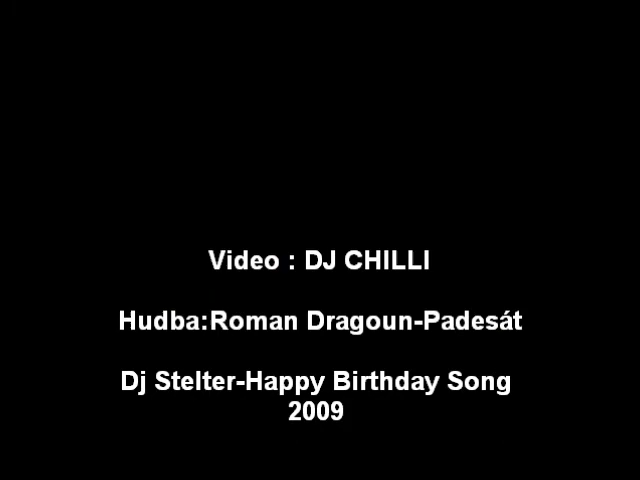 Video : DJ CHILLI
Hudba:Roman Dragoun-Padesát
Dj Stelter-Happy Birthday Song
2009